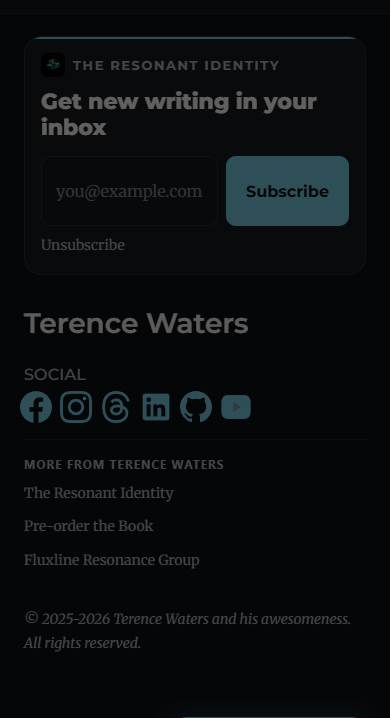 THE RESONANT IDENTITY
Get new writing in your
inbox
you@example.com
Subscribe
Unsubscribe
Terence Waters
SOCIAL
MORE FROM TERENCE WATERS
The Resonant Identity
Pre-order the Book
Fluxline Resonance Group
© 2025-2026 Terence Waters and his awesomeness.
All rights reserved.